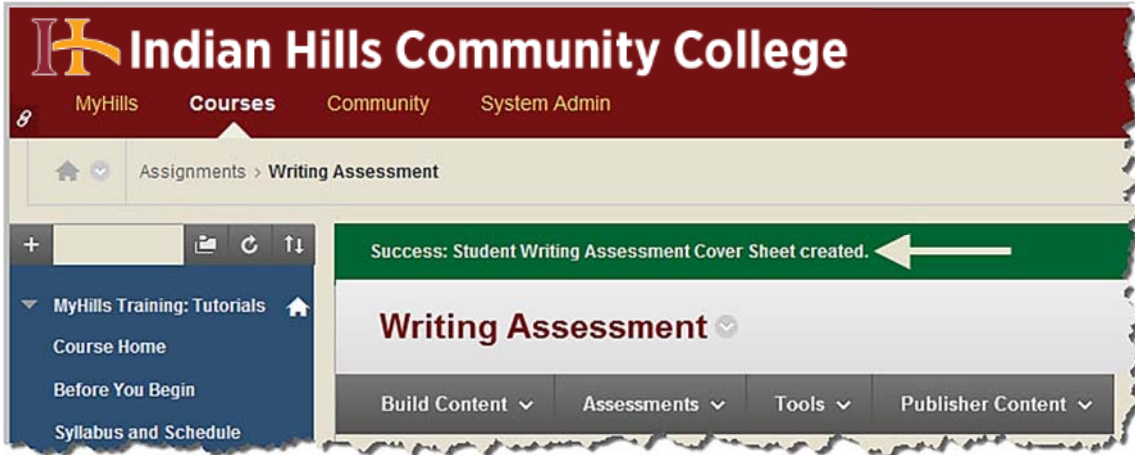 Indian Hills Community College
MyHills Courses Community System Admin
Assignments > Writing Assessment
Success: Student Writing Assessment Cover Sheet created.
MyHills Training: Tutorials
Writing Assessment
Course Home
Before You Begin
Build Content Assessments Tools Publisher Content
Syllabus and Schedule